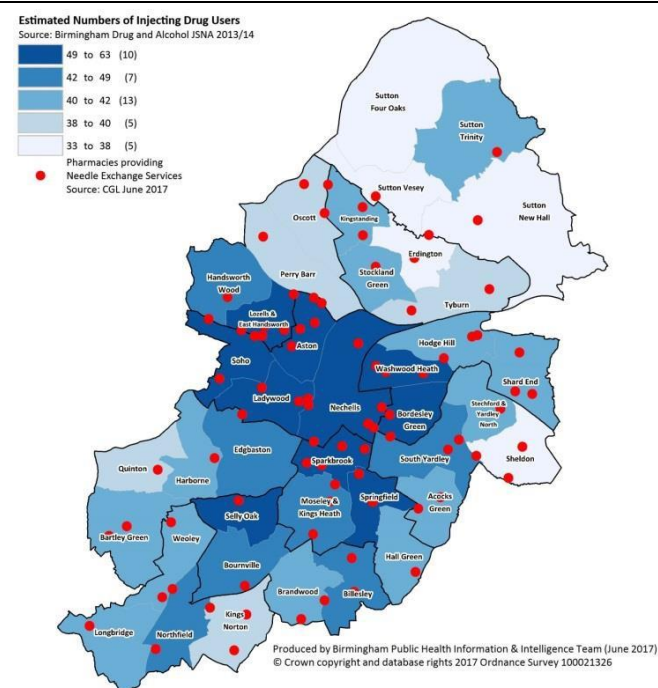 Estimated Numbers of Injecting Drug Users
Source: Birmingham Drug and Alcohol JSNA 2013/14
49 to 63 (10)
42 to 49 (7)
40 to 42 (13)
38 to 40 (5)
33 to 38 (5)
Pharmacies providing
Needle Exchange Services
Source: CGL June 2017
Sutton
Four Oaks
Sutton
Trinity
Sutton Vesey
Sutton
New Hall
Oscott
Kingstanding
Erdington
Stockland
Green
Perry Barr
Tyburn
Handsworth
Wood
Lozells &
East Handsworth
Aston
Hodge Hill
Soho
Washwood Heath
Shard End
Ladywood
Nechells
Bordesley
Green
Stechford &
Yardley
North
Edgbaston
Sparkbrook
South Yardley
Sheldon
Quinton
Harborne
Selly Oak
Moseley &
Kings Heath
Springfield
Acocks
Green
Bartley Green
Weoley
Bournville
Hall Green
Brandwood
Billesley
Longbridge
Northfield
Kings
Norton
Produced by Birmingham Public Health Information & Intelligence Team (June 2017)
© Crown copyright and database rights 2017 Ordnance Survey 100021326